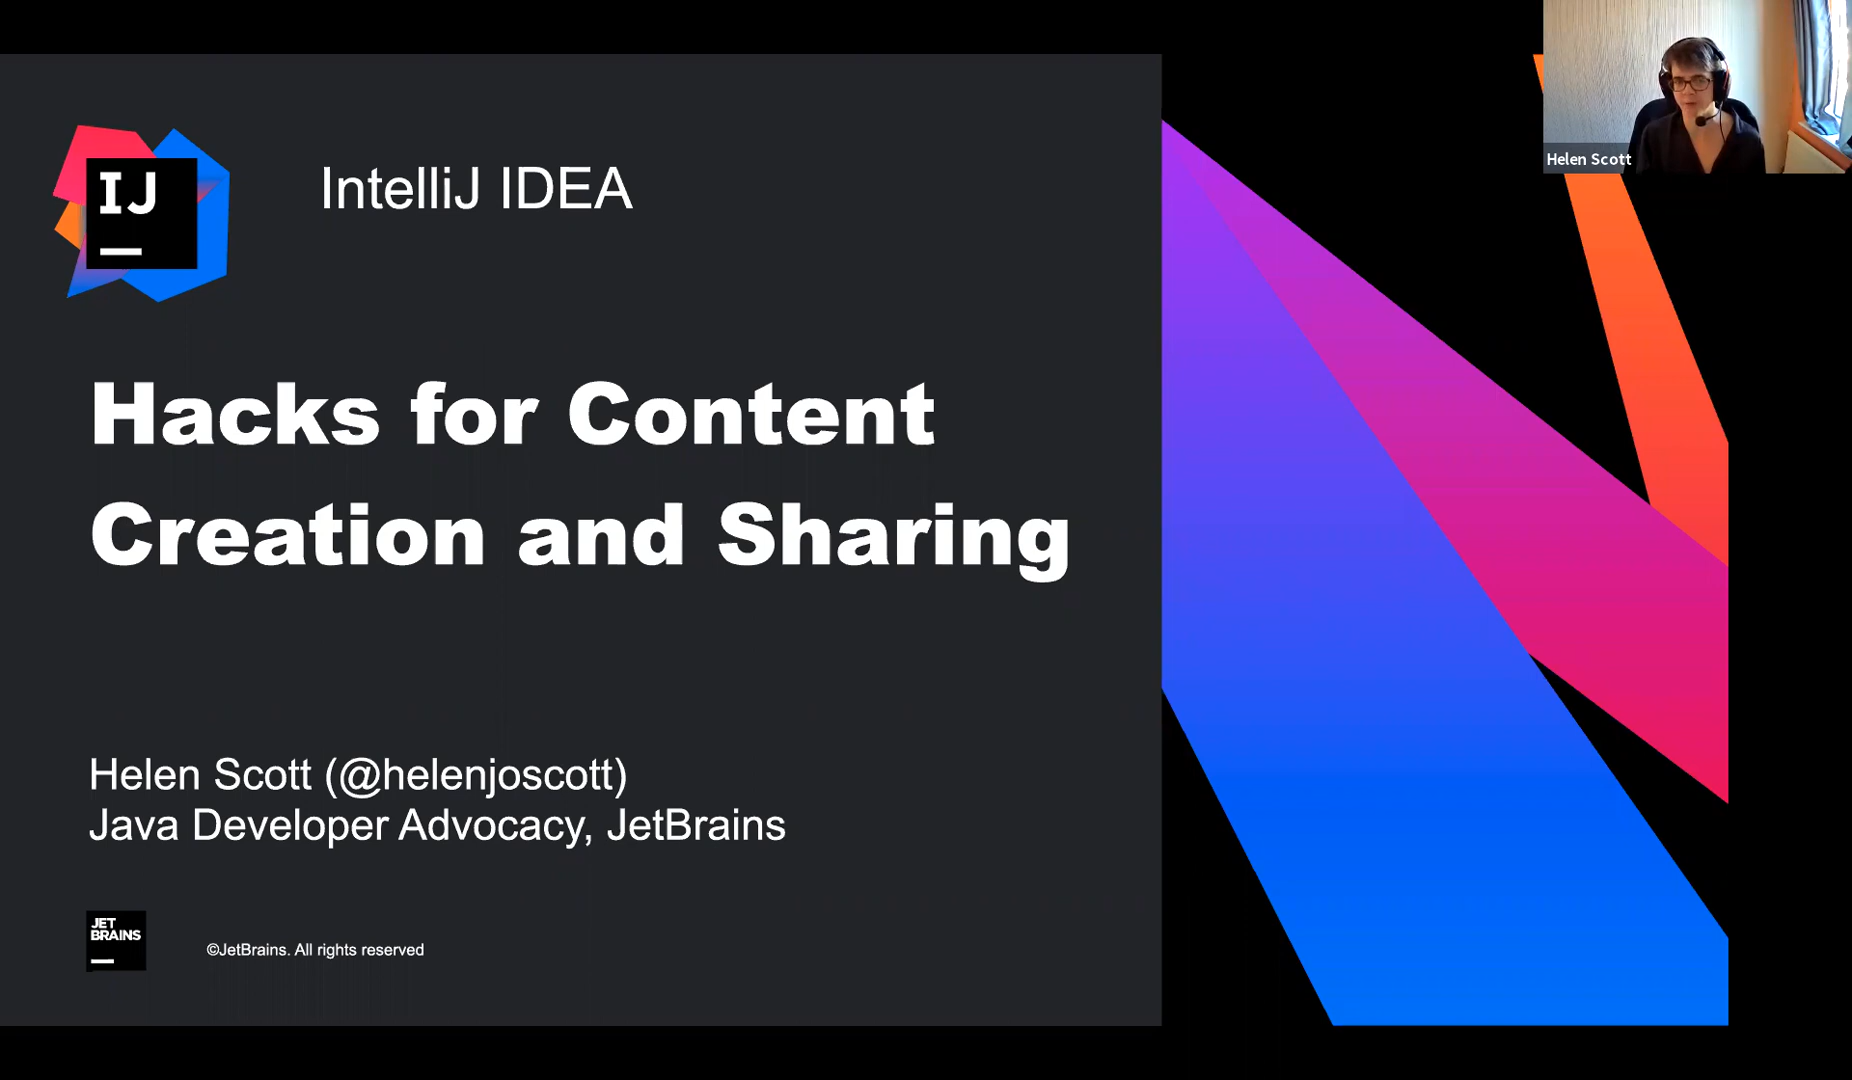 IJ
IntelliJ IDEA
Helen Scott
Hacks for Content
Creation and Sharing
Helen Scott (@helenjoscott)
Java Developer Advocacy, JetBrains
JET
BRAINS
©JetBrains. All rights reserved